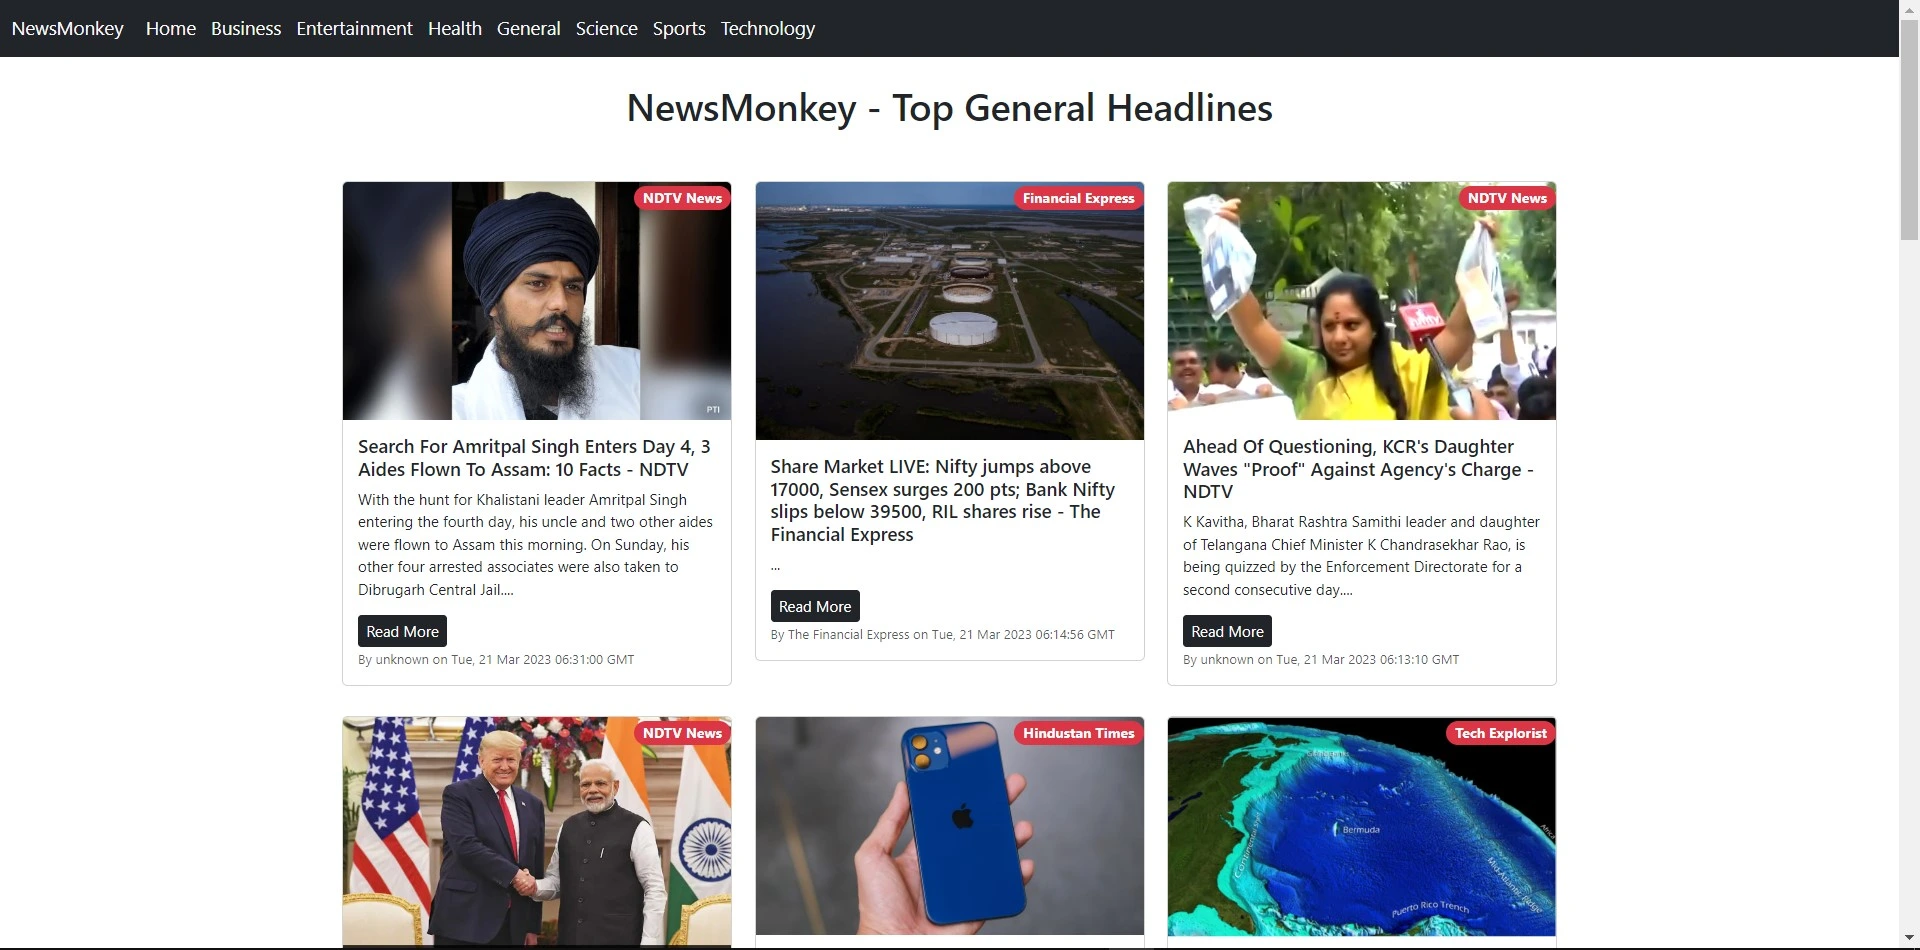 NewsMonkey Home Business Entertainment Health General Science Sports Technology
NewsMonkey - Top General Headlines
NDTV News
PTI
Search For Amritpal Singh Enters Day 4, 3
Aides Flown To Assam: 10 Facts - NDTV
With the hunt for Khalistani leader Amritpal Singh
entering the fourth day, his uncle and two other aides
were flown to Assam this morning. On Sunday, his
other four arrested associates were also taken to
Dibrugarh Central Jail....
Read More
By unknown on Tue, 21 Mar 2023 06:31:00 GMT
Financial Express
Share Market LIVE: Nifty jumps above
17000, Sensex surges 200 pts; Bank Nifty
slips below 39500, RIL shares rise - The
Financial Express
...
Read More
By The Financial Express on Tue, 21 Mar 2023 06:14:56 GMT
NDTV News
Ahead Of Questioning, KCR's Daughter
Waves "Proof" Against Agency's Charge -
NDTV
K Kavitha, Bharat Rashtra Samithi leader and daughter
of Telangana Chief Minister K Chandrasekhar Rao, is
being quizzed by the Enforcement Directorate for a
second consecutive day....
Read More
By unknown on Tue, 21 Mar 2023 06:13:10 GMT
NDTV News
Hindustan Times
Tech Explorist
Bermuda
Puerto Rico Trench